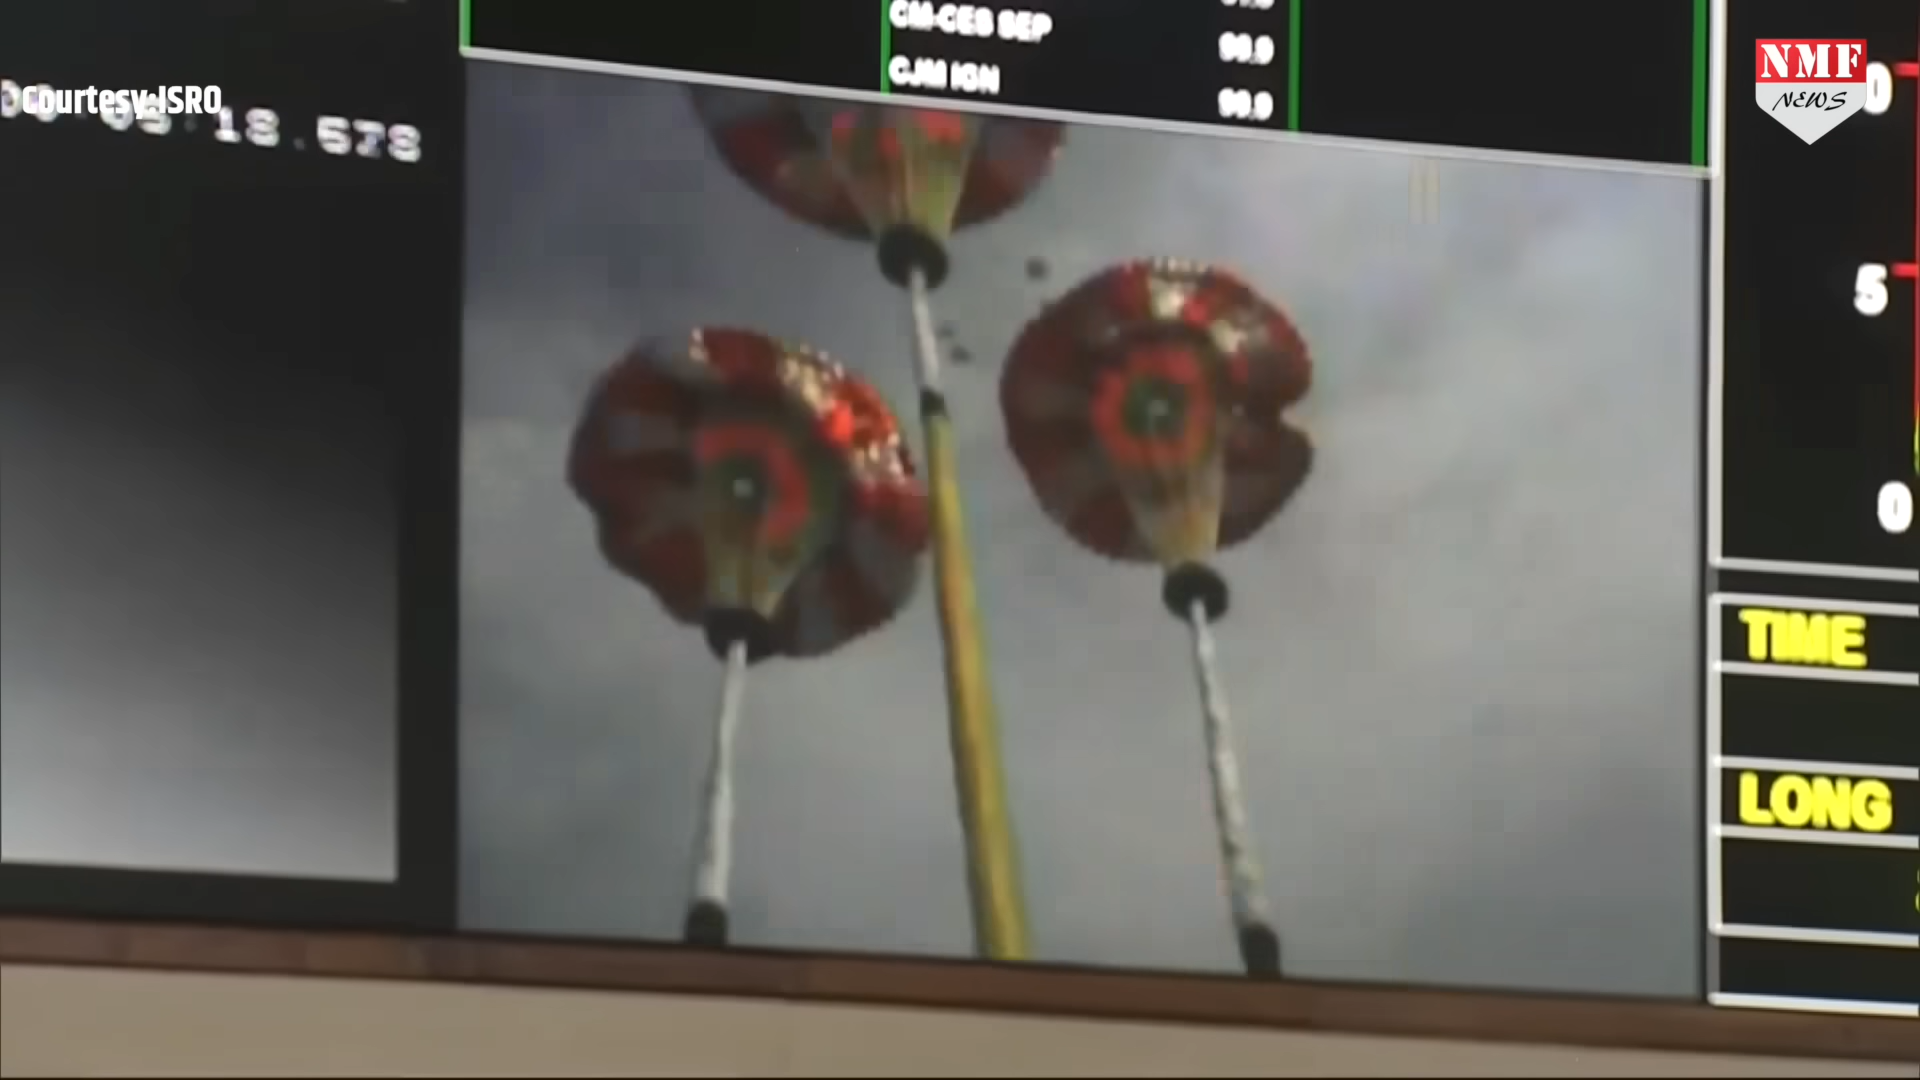 CM-CES SEP
99.9
CJM IGN
99.9
Courtesy:ISRO
18.578
NMF
NEWS
5
0
TIME
LONG